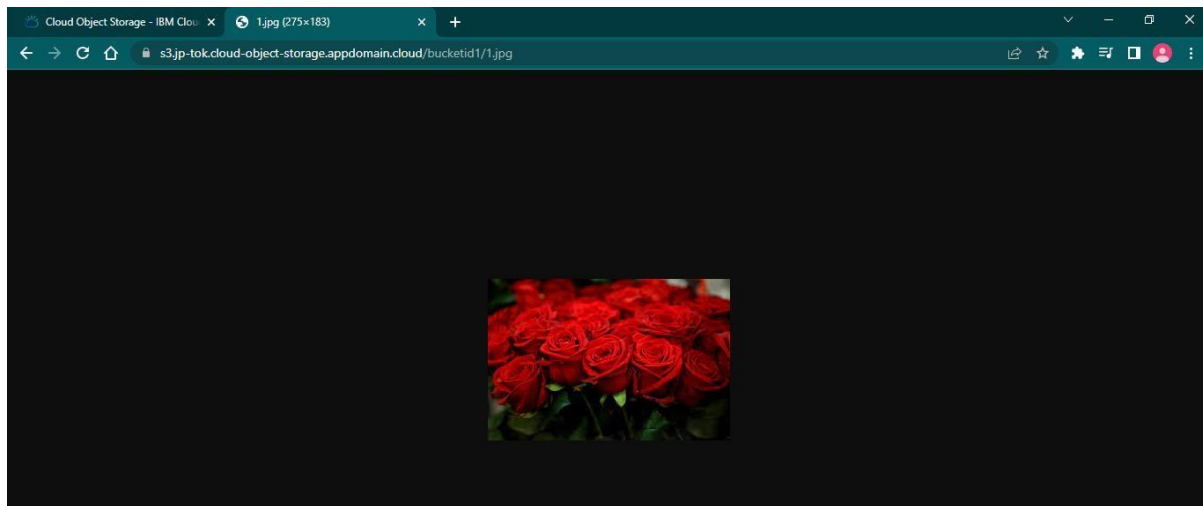 Cloud Object Storage - IBM Clou
1.jpg (275×183)
s3.jp-tok.cloud-object-storage.appdomain.cloud/bucketid1/1.jpg